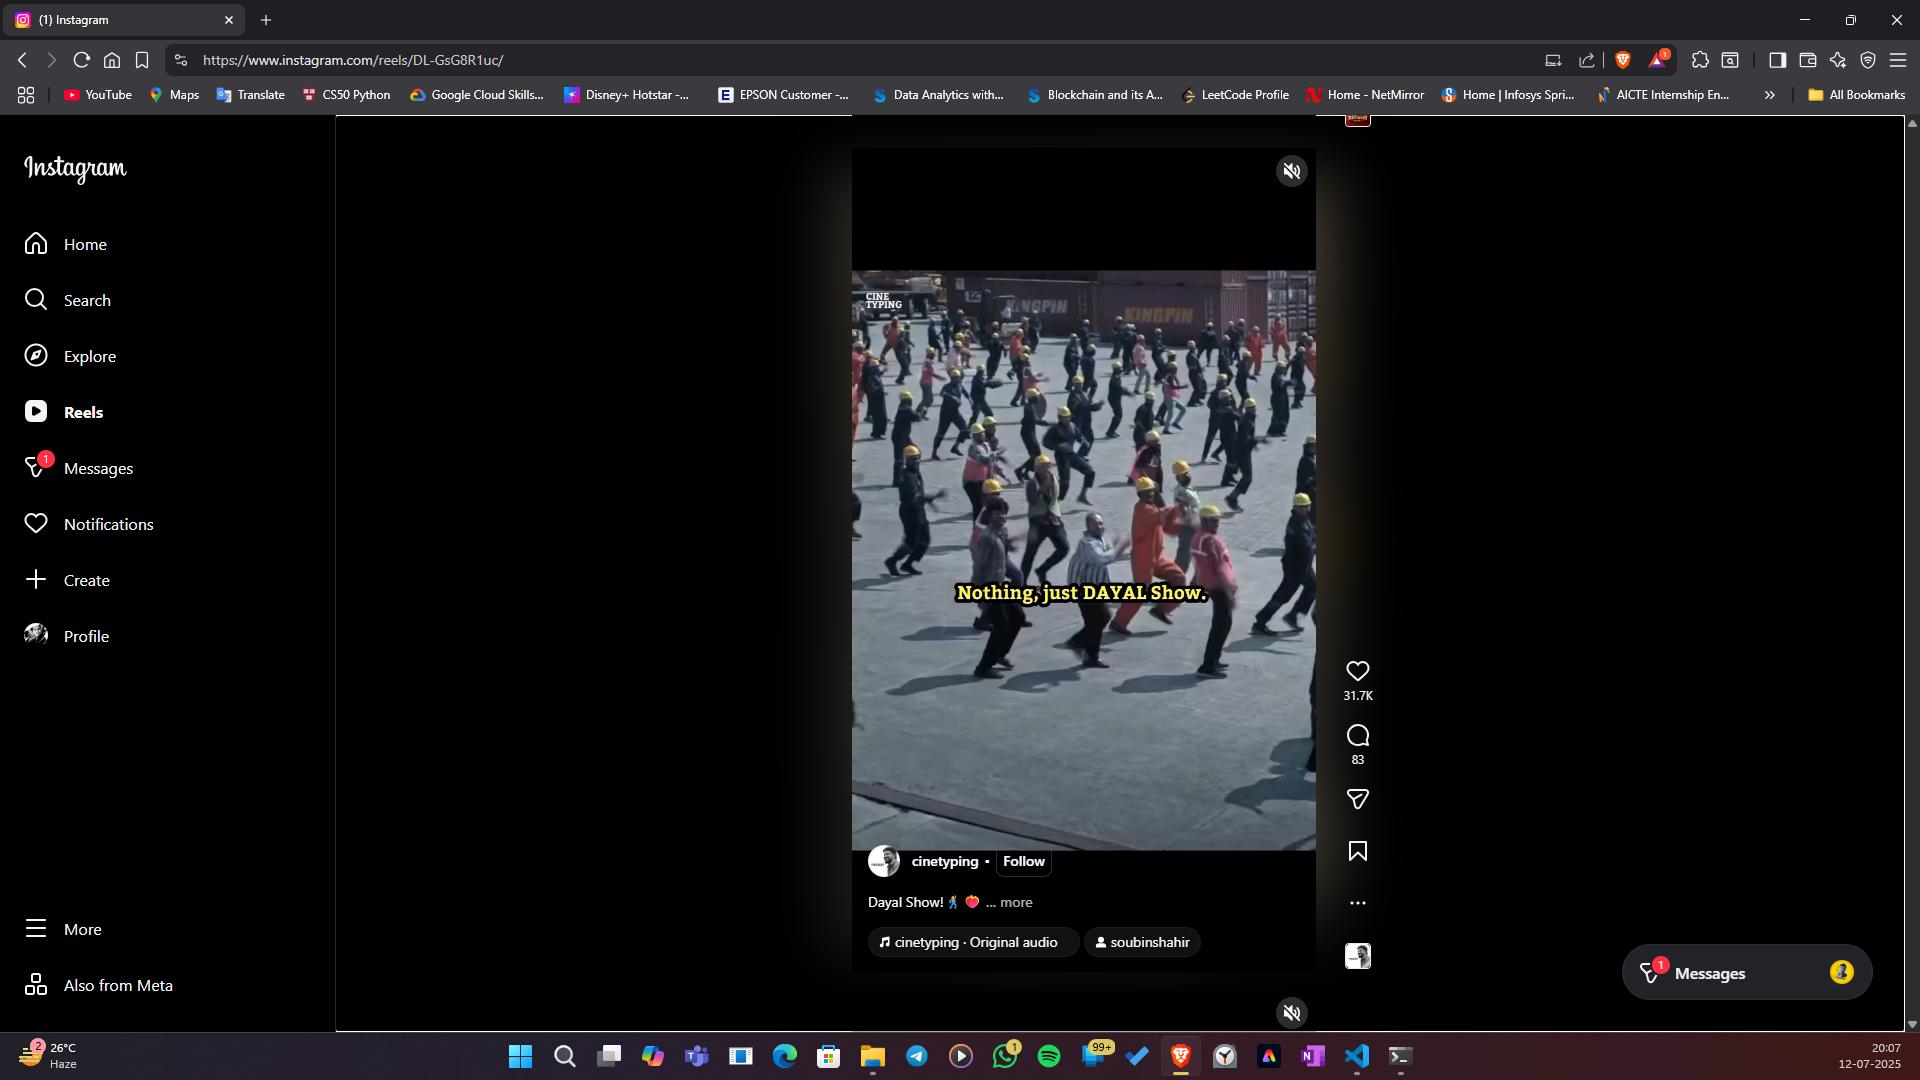 (1) Instagram
https://www.instagram.com/reels/DL-GsG8R1uc/
1
YouTube
Maps
Translate
CS50 Python
Google Cloud Skills...
Disney+ Hotstar -...
EPSON Customer -...
Data Analytics with...
Blockchain and its A...
LeetCode Profile
Home - NetMirror
Home | Infosys Spri...
AICTE Internship En...
All Bookmarks
Instagram
Home
Search
Explore
Reels
1
Messages
Notifications
Create
Profile
More
Also from Meta
CINE
TYPING
KINGPIN
KINGPIN
Nothing, just DAYAL Show.
31.7K
83
cinetyping • Follow
Dayal Show! ... more
cinetyping · Original audio
soubinshahir
1
Messages
2
26°C
Haze
1
99+
20:07
12-07-2025